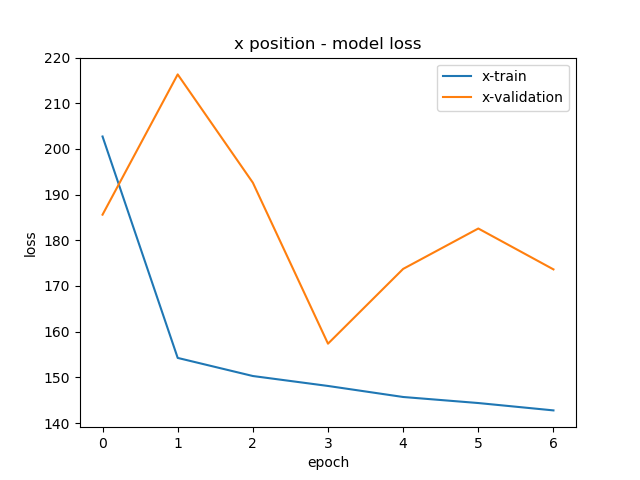 x position - model loss
x-train
x-validation
loss
220
210
200
190
180
170
160
150
140
0 1 2 3 4 5 6
epoch